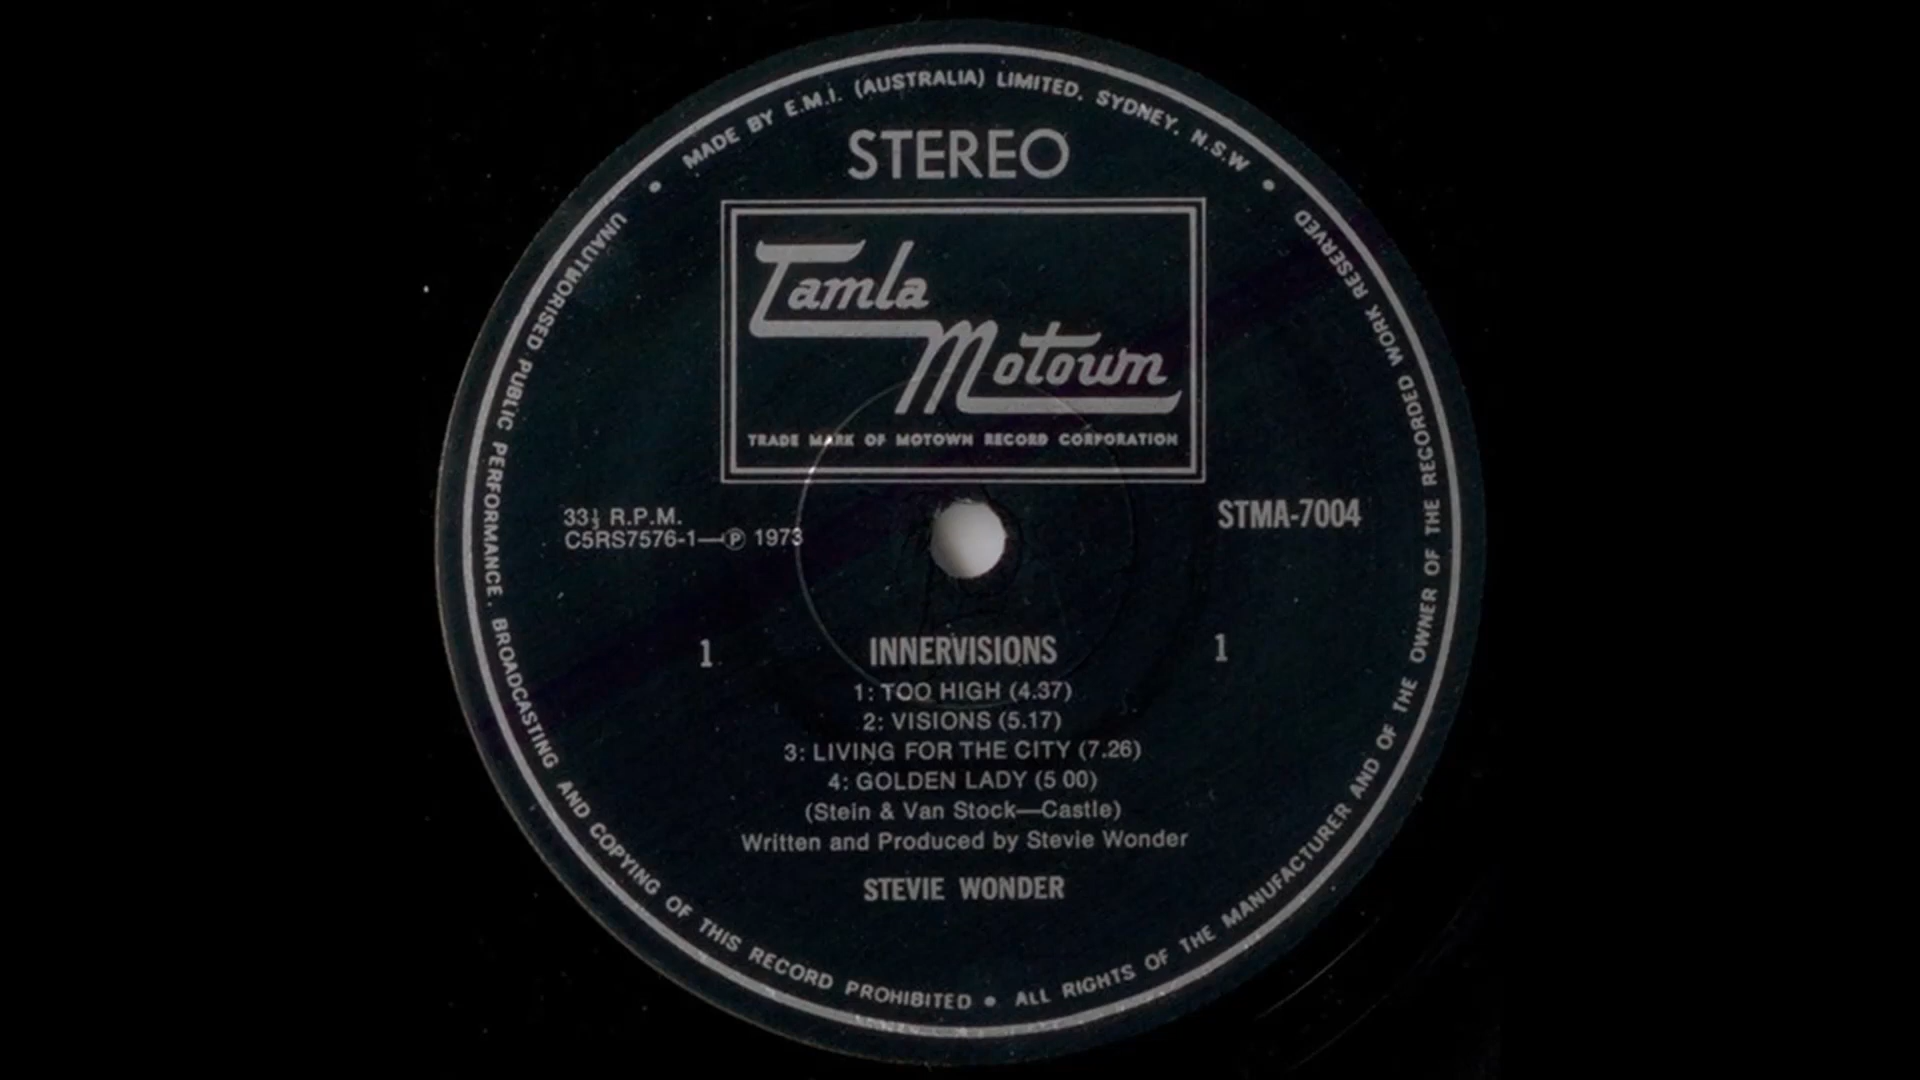 MADE BY E.M.I. (AUSTRALIA) LIMITED. SYDNEY. N.S.W
STEREO
Tamla
Motown
TRADE MARK OF MOTOWN RECORD CORPORATION
33⅓ R.P.M.
C5RS7576-1—Ⓟ 1973
STMA-7004
1 INNERVISIONS 1
1: TOO HIGH (4.37)
2: VISIONS (5.17)
3: LIVING FOR THE CITY (7.26)
4: GOLDEN LADY (5 00)
(Stein & Van Stock—Castle)
Written and Produced by Stevie Wonder
STEVIE WONDER
UNAUTHORISED PUBLIC PERFORMANCE. BROADCASTING AND COPYING OF THIS RECORD PROHIBITED • ALL RIGHTS OF THE MANUFACTURER AND OF THE OWNER OF THE RECORDED WORK RESERVED